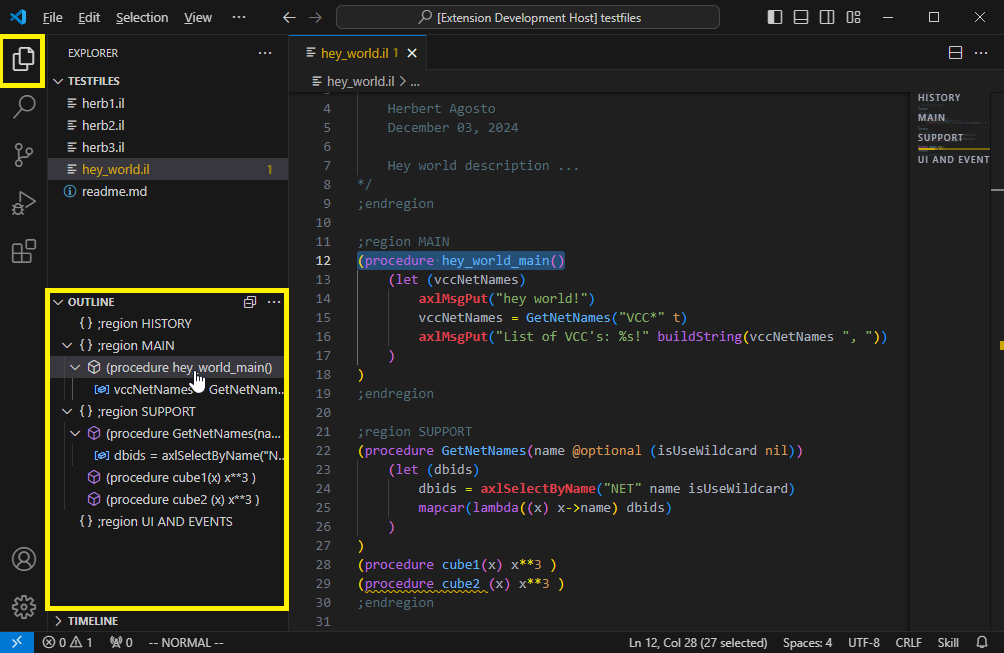 File Edit Selection View ··· [Extension Development Host] testfiles
EXPLORER ···
TESTFILES
herb1.il
herb2.il
herb3.il
hey_world.il 1
readme.md
OUTLINE ···
{} ;region HISTORY
{} ;region MAIN
(procedure hey_world_main()
vccNetNames GetNetNam...
{} ;region SUPPORT
(procedure GetNetNames(na...
dbids = axlSelectByName("N...
(procedure cube1(x) x**3 )
(procedure cube2 (x) x**3 )
{} ;region UI AND EVENTS
TIMELINE
hey_world.il 1 ···
hey_world.il > ...
4 Herbert Agosto
5 December 03, 2024
6
7 Hey world description ...
8 */
9 ;endregion
10
11 ;region MAIN
12 (procedure·hey_world_main()
13 (let (vccNetNames)
14 axlMsgPut("hey world!")
15 vccNetNames = GetNetNames("VCC*" t)
16 axlMsgPut("List of VCC's: %s!" buildString(vccNetNames ", "))
17 )
18 )
19 ;endregion
20
21 ;region SUPPORT
22 (procedure GetNetNames(name @optional (isUseWildcard nil))
23 (let (dbids)
24 dbids = axlSelectByName("NET" name isUseWildcard)
25 mapcar(lambda((x) x->name) dbids)
26 )
27 )
28 (procedure cube1(x) x**3 )
29 (procedure cube2 (x) x**3 )
30 ;endregion
31
HISTORY
MAIN
SUPPORT
UI AND EVENT
0 1 0 -- NORMAL -- Ln 12, Col 28 (27 selected) Spaces: 4 UTF-8 CRLF Skill